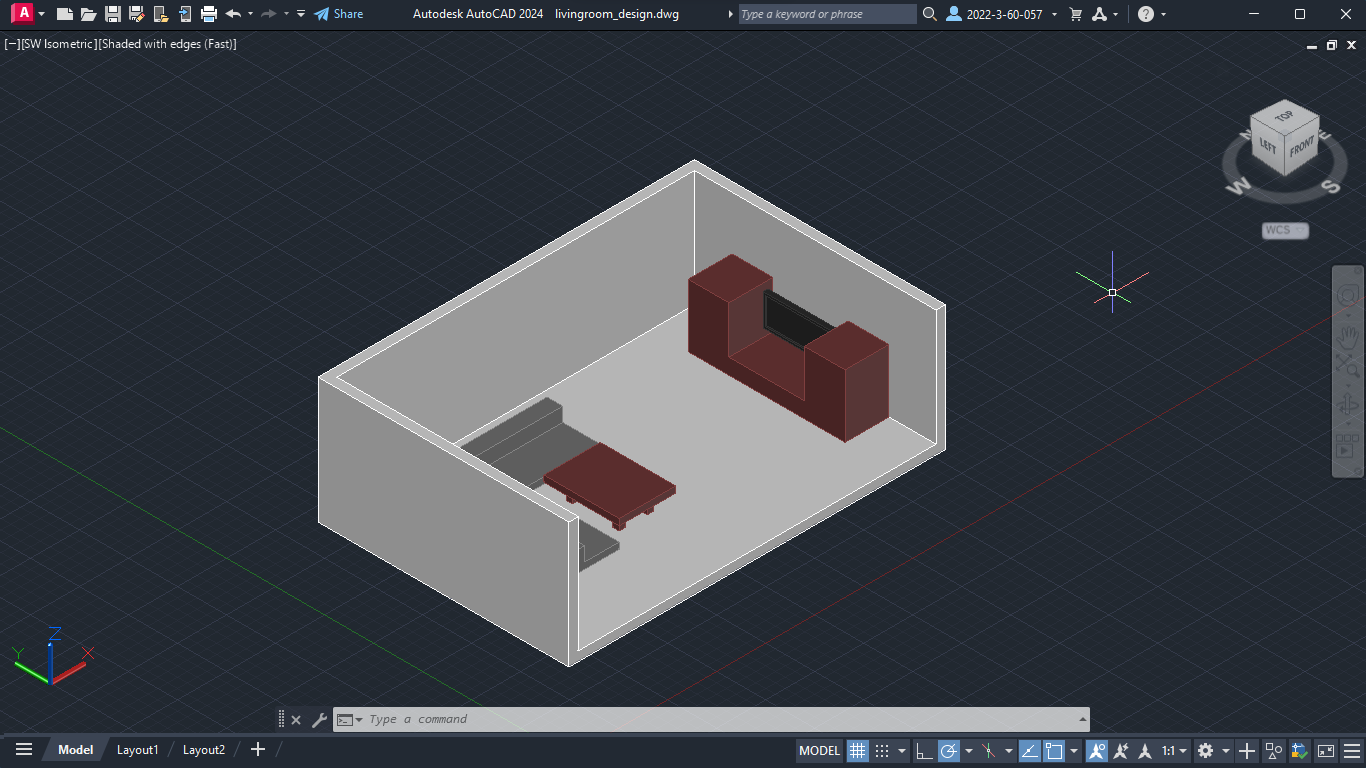 A Share Autodesk AutoCAD 2024 livingroom_design.dwg Type a keyword or phrase 2022-3-60-057
[−][SW Isometric][Shaded with edges (Fast)]
TOP
LEFT FRONT
N E
W S
WCS
Z
Y X
Type a command
Model Layout1 Layout2 MODEL 1:1